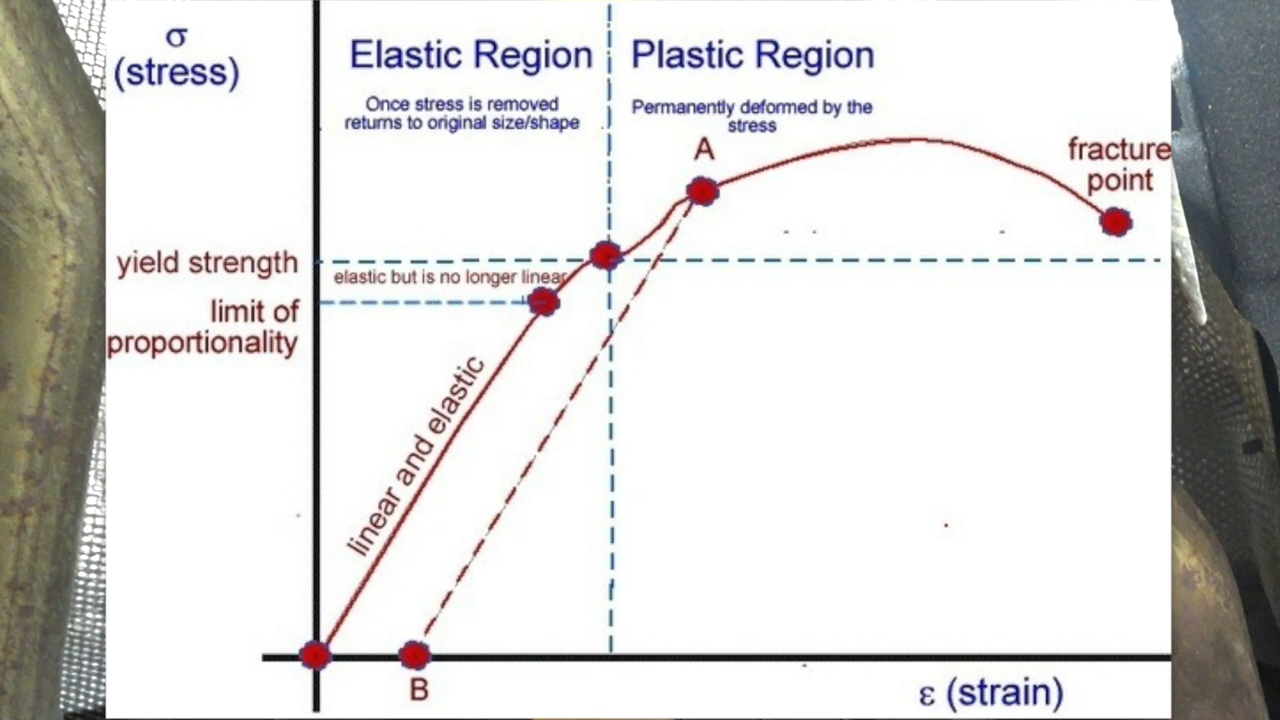 σ
(stress)
Elastic Region
Once stress is removed
returns to original size/shape
Plastic Region
Permanently deformed by the
stress
A
fracture
point
yield strength
elastic but is no longer linear
limit of
proportionality
linear and elastic
B
ε (strain)